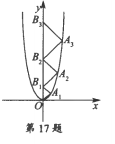 y
B₃
A₃
B₂
A₂
B₁
A₁
O
x
第17题